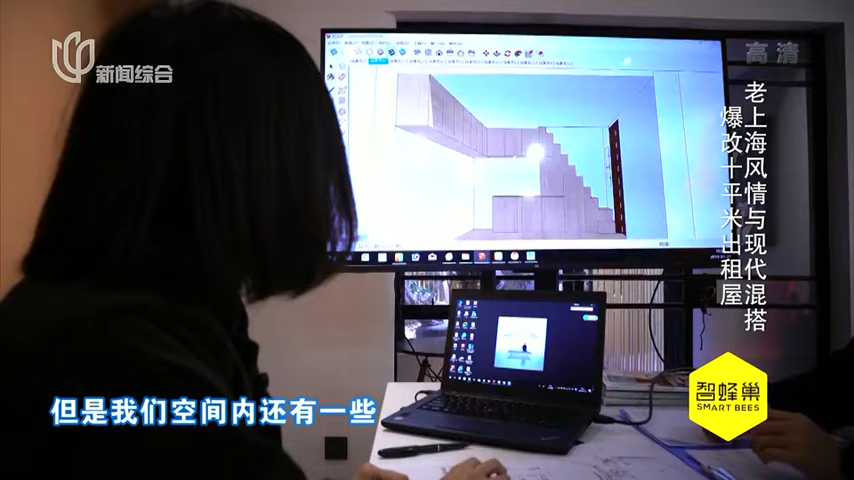 新闻综合
高清
老上海风情与现代混搭
爆改十平米出租屋
智蜂巢
SMART BEES
但是我们空间内还有一些